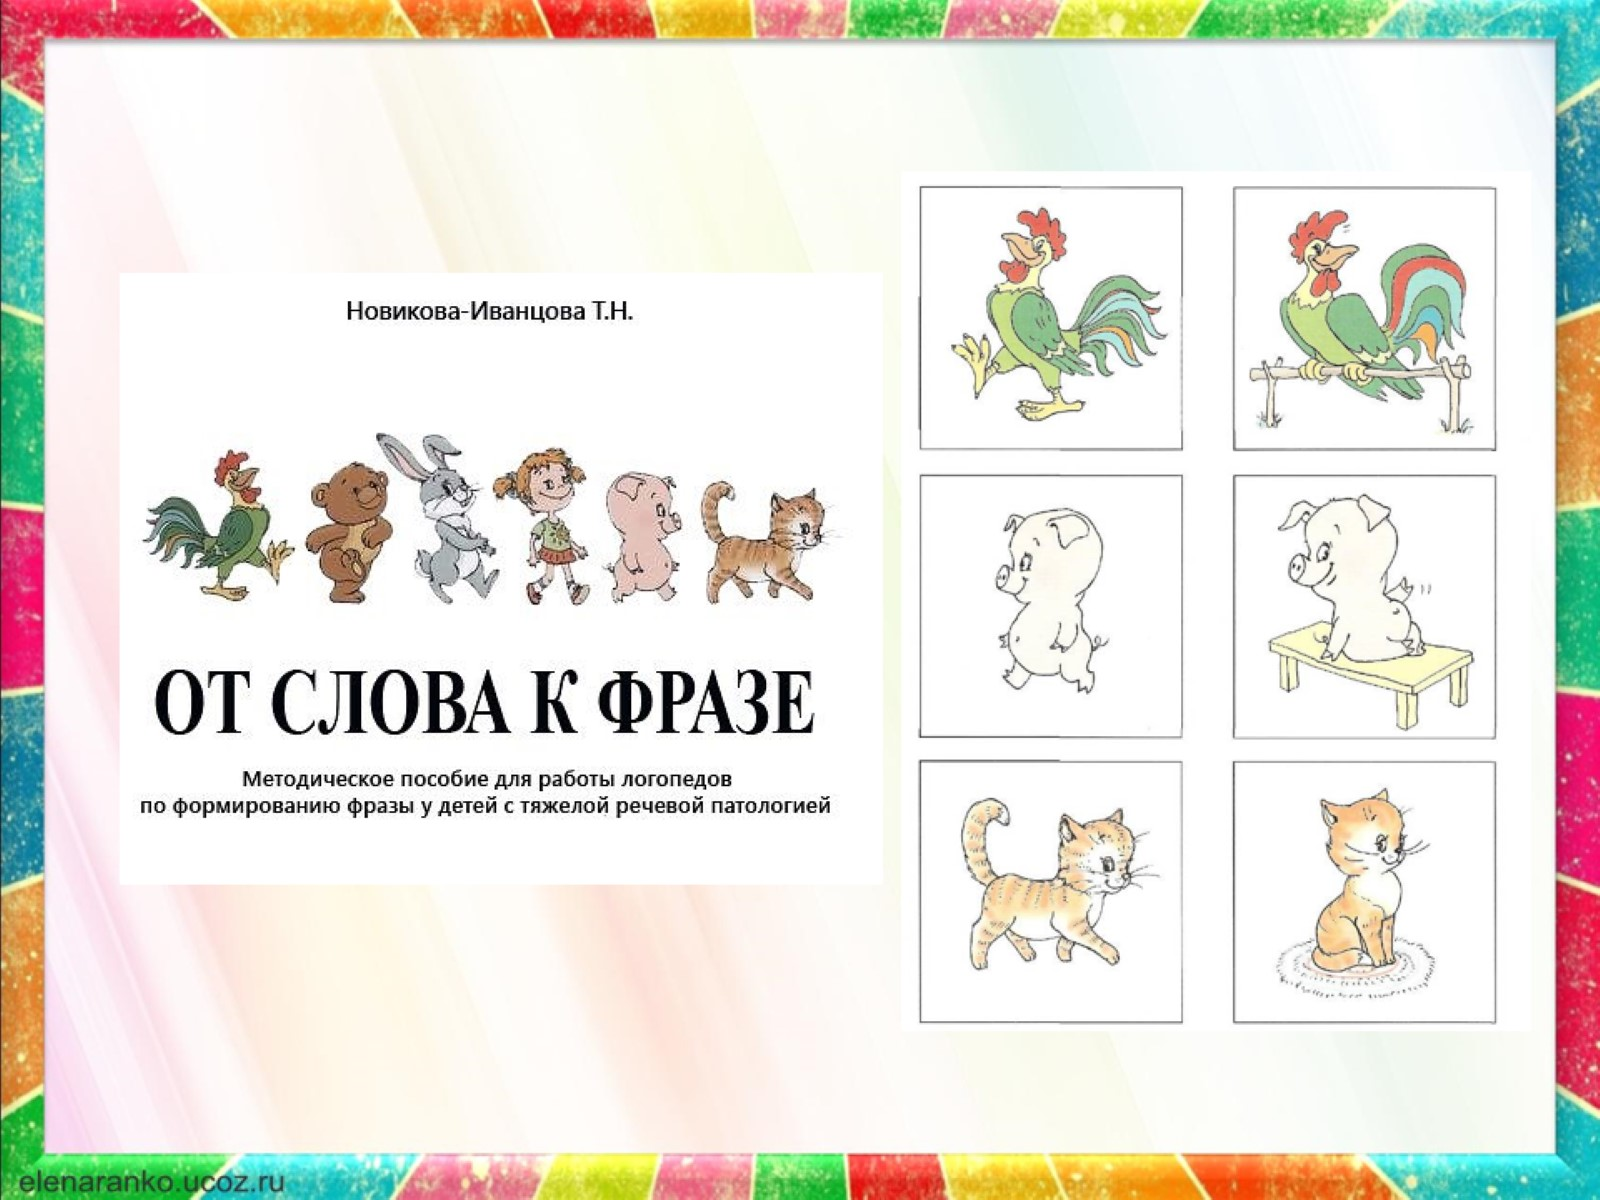 Новикова-Иванцова Т.Н.
ОТ СЛОВА К ФРАЗЕ
Методическое пособие для работы логопедов
по формированию фразы у детей с тяжелой речевой патологией
elenaranko.ucoz.ru